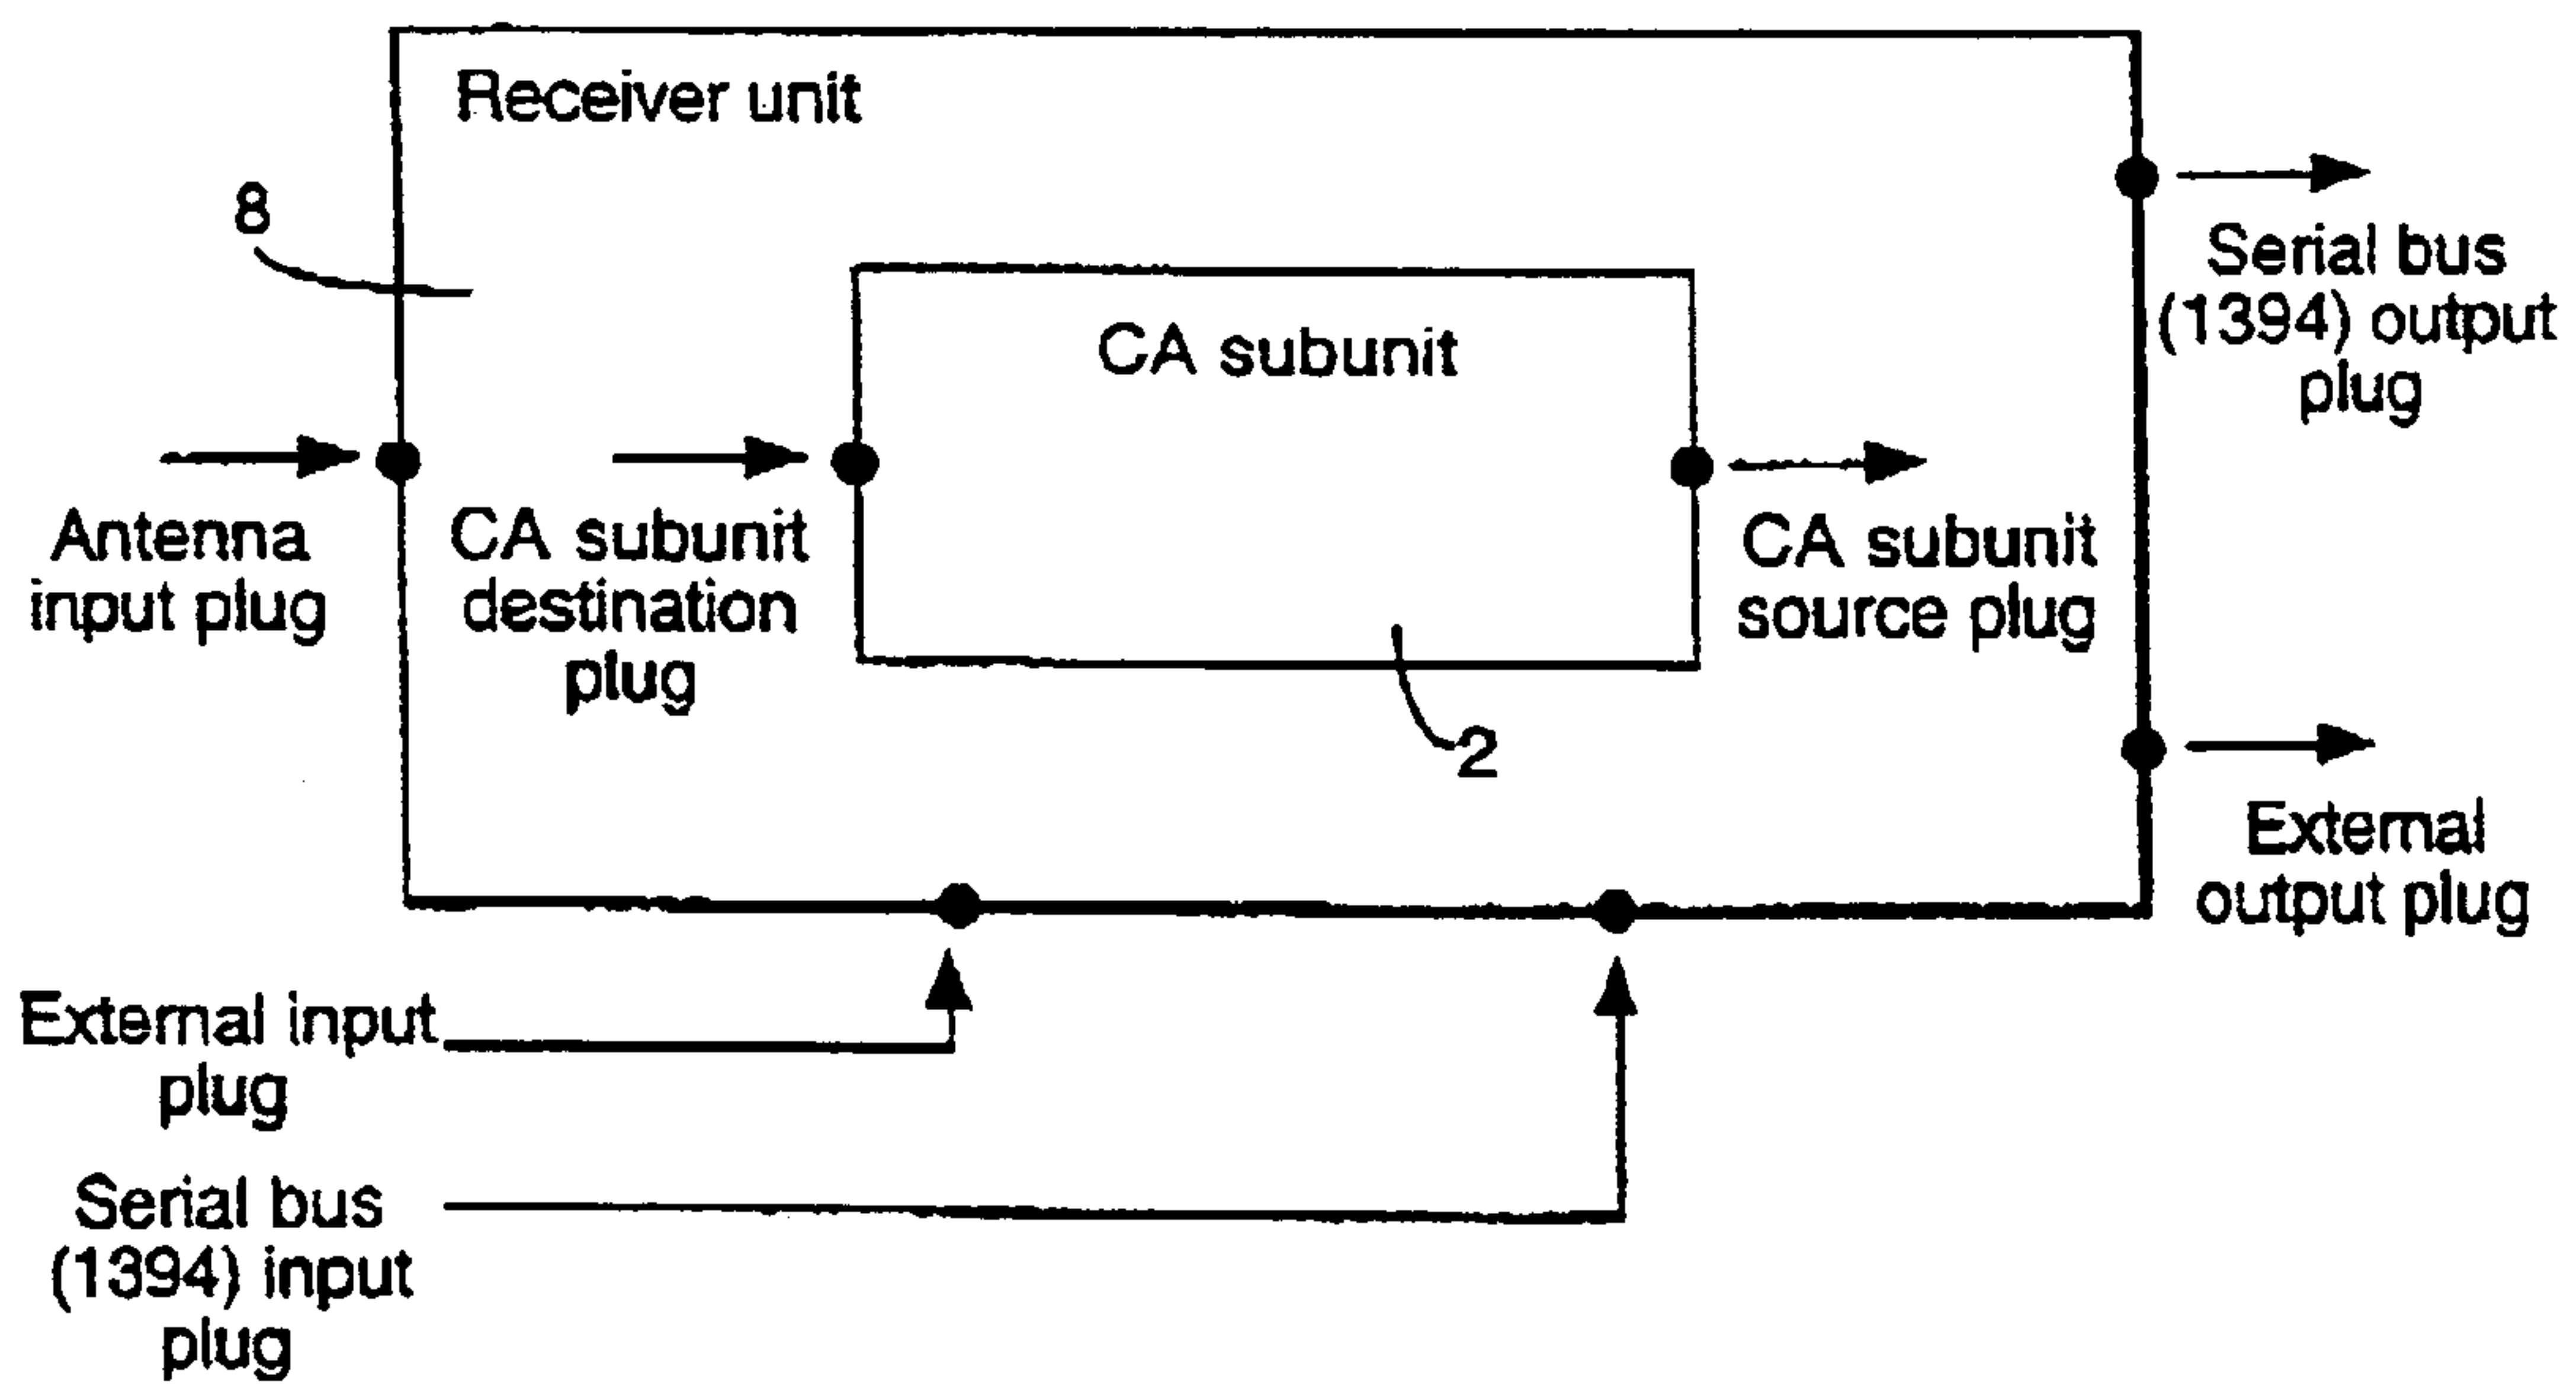 Receiver unit
8
Serial bus
(1394) output
plug
CA subunit
Antenna
input plug
CA subunit
destination
plug
CA subunit
source plug
2
External
output plug
External input
plug
Serial bus
(1394) input
plug